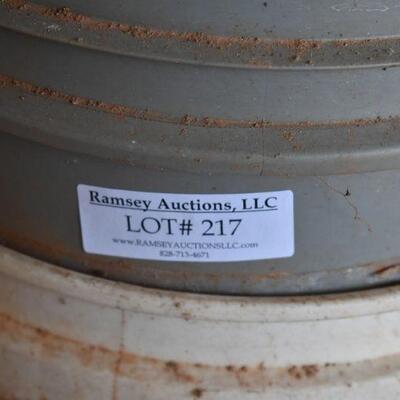 Ramsey Auctions, LLC
LOT# 217
www.RAMSEYAUCTIONSLLC.com
828-713-4671